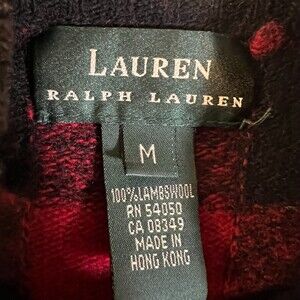 LAUREN
RALPH LAUREN
M
100%LAMBSWOOL
RN 54050
CA 08349
MADE IN
HONG KONG